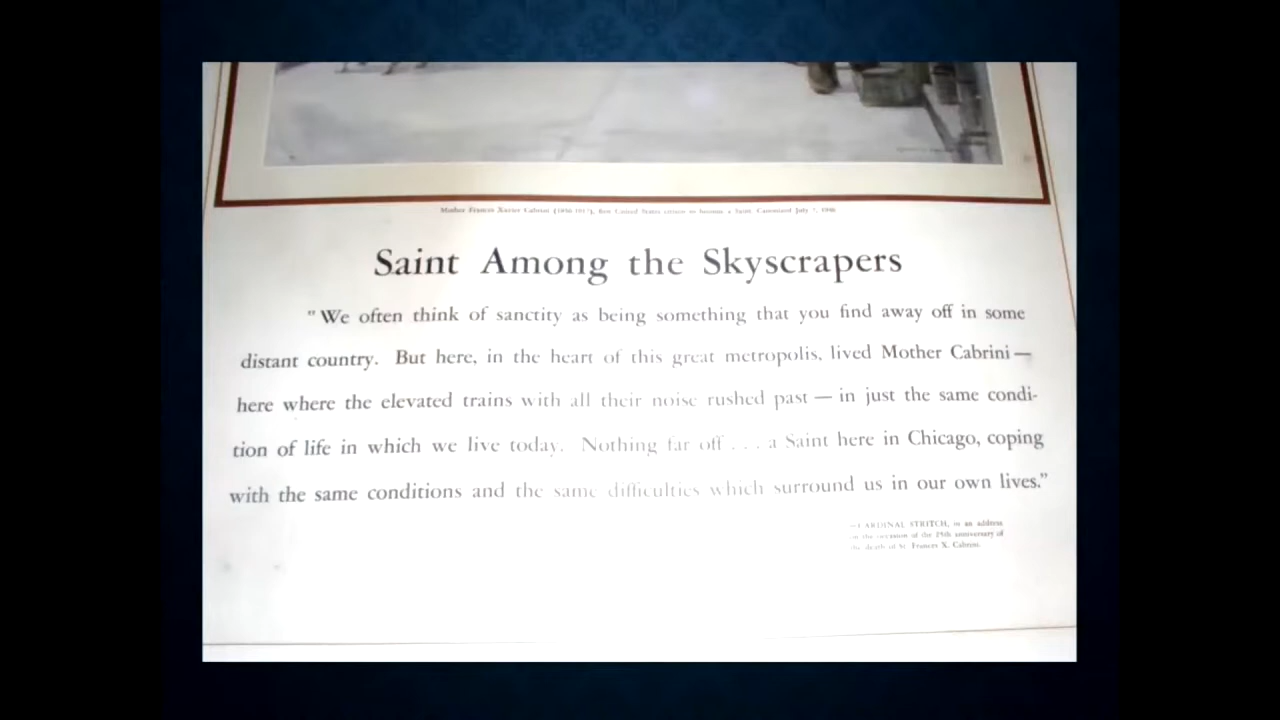 Mother Frances Xavier Cabrini (1850-1917), first United States citizen to become a Saint. Canonized July 7, 1946
Saint Among the Skyscrapers
"We often think of sanctity as being something that you find away off in some
distant country. But here, in the heart of this great metropolis, lived Mother Cabrini—
here where the elevated trains with all their noise rushed past — in just the same condi-
tion of life in which we live today. Nothing far off . . . a Saint here in Chicago, coping
with the same conditions and the same difficulties which surround us in our own lives."
—CARDINAL STRITCH, in an address
on the occasion of the 25th anniversary of
the death of St. Frances X. Cabrini.